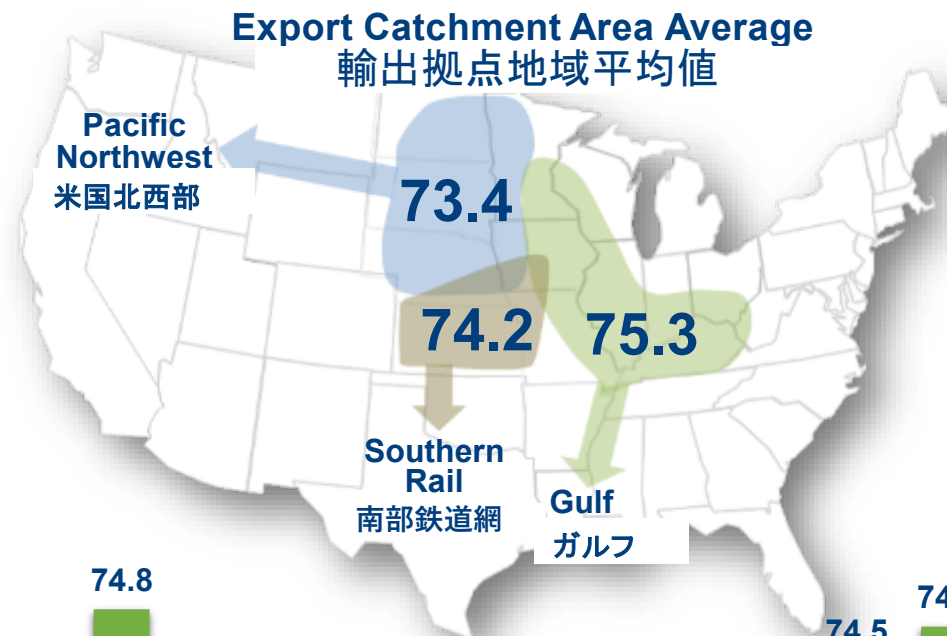 Export Catchment Area Average
輸出拠点地域平均値
Pacific
Northwest
米国北西部
73.4
74.2
75.3
Southern
Rail
南部鉄道網
Gulf
ガルフ
74.8
74.5